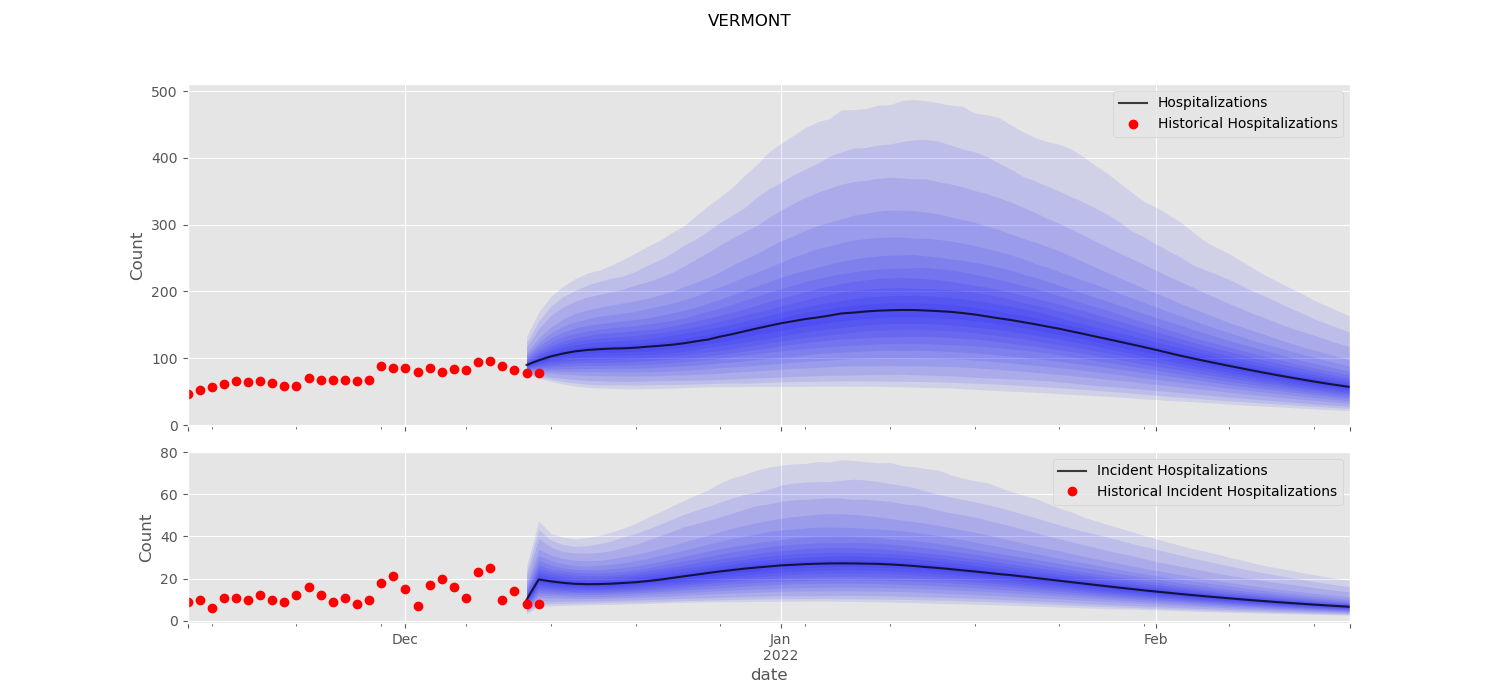 VERMONT
500
400
300
200
100
0
Count
Hospitalizations
Historical Hospitalizations
80
60
40
20
0
Count
Incident Hospitalizations
Historical Incident Hospitalizations
Dec
Jan
2022
Feb
date